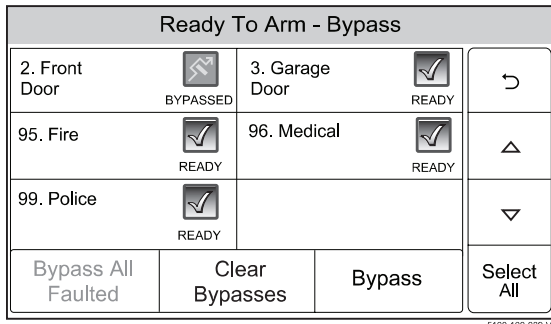 Ready To Arm - Bypass
2. Front
Door
BYPASSED
3. Garage
Door
READY
95. Fire
READY
96. Medical
READY
99. Police
READY
Bypass All
Faulted
Clear
Bypasses
Bypass
Select
All